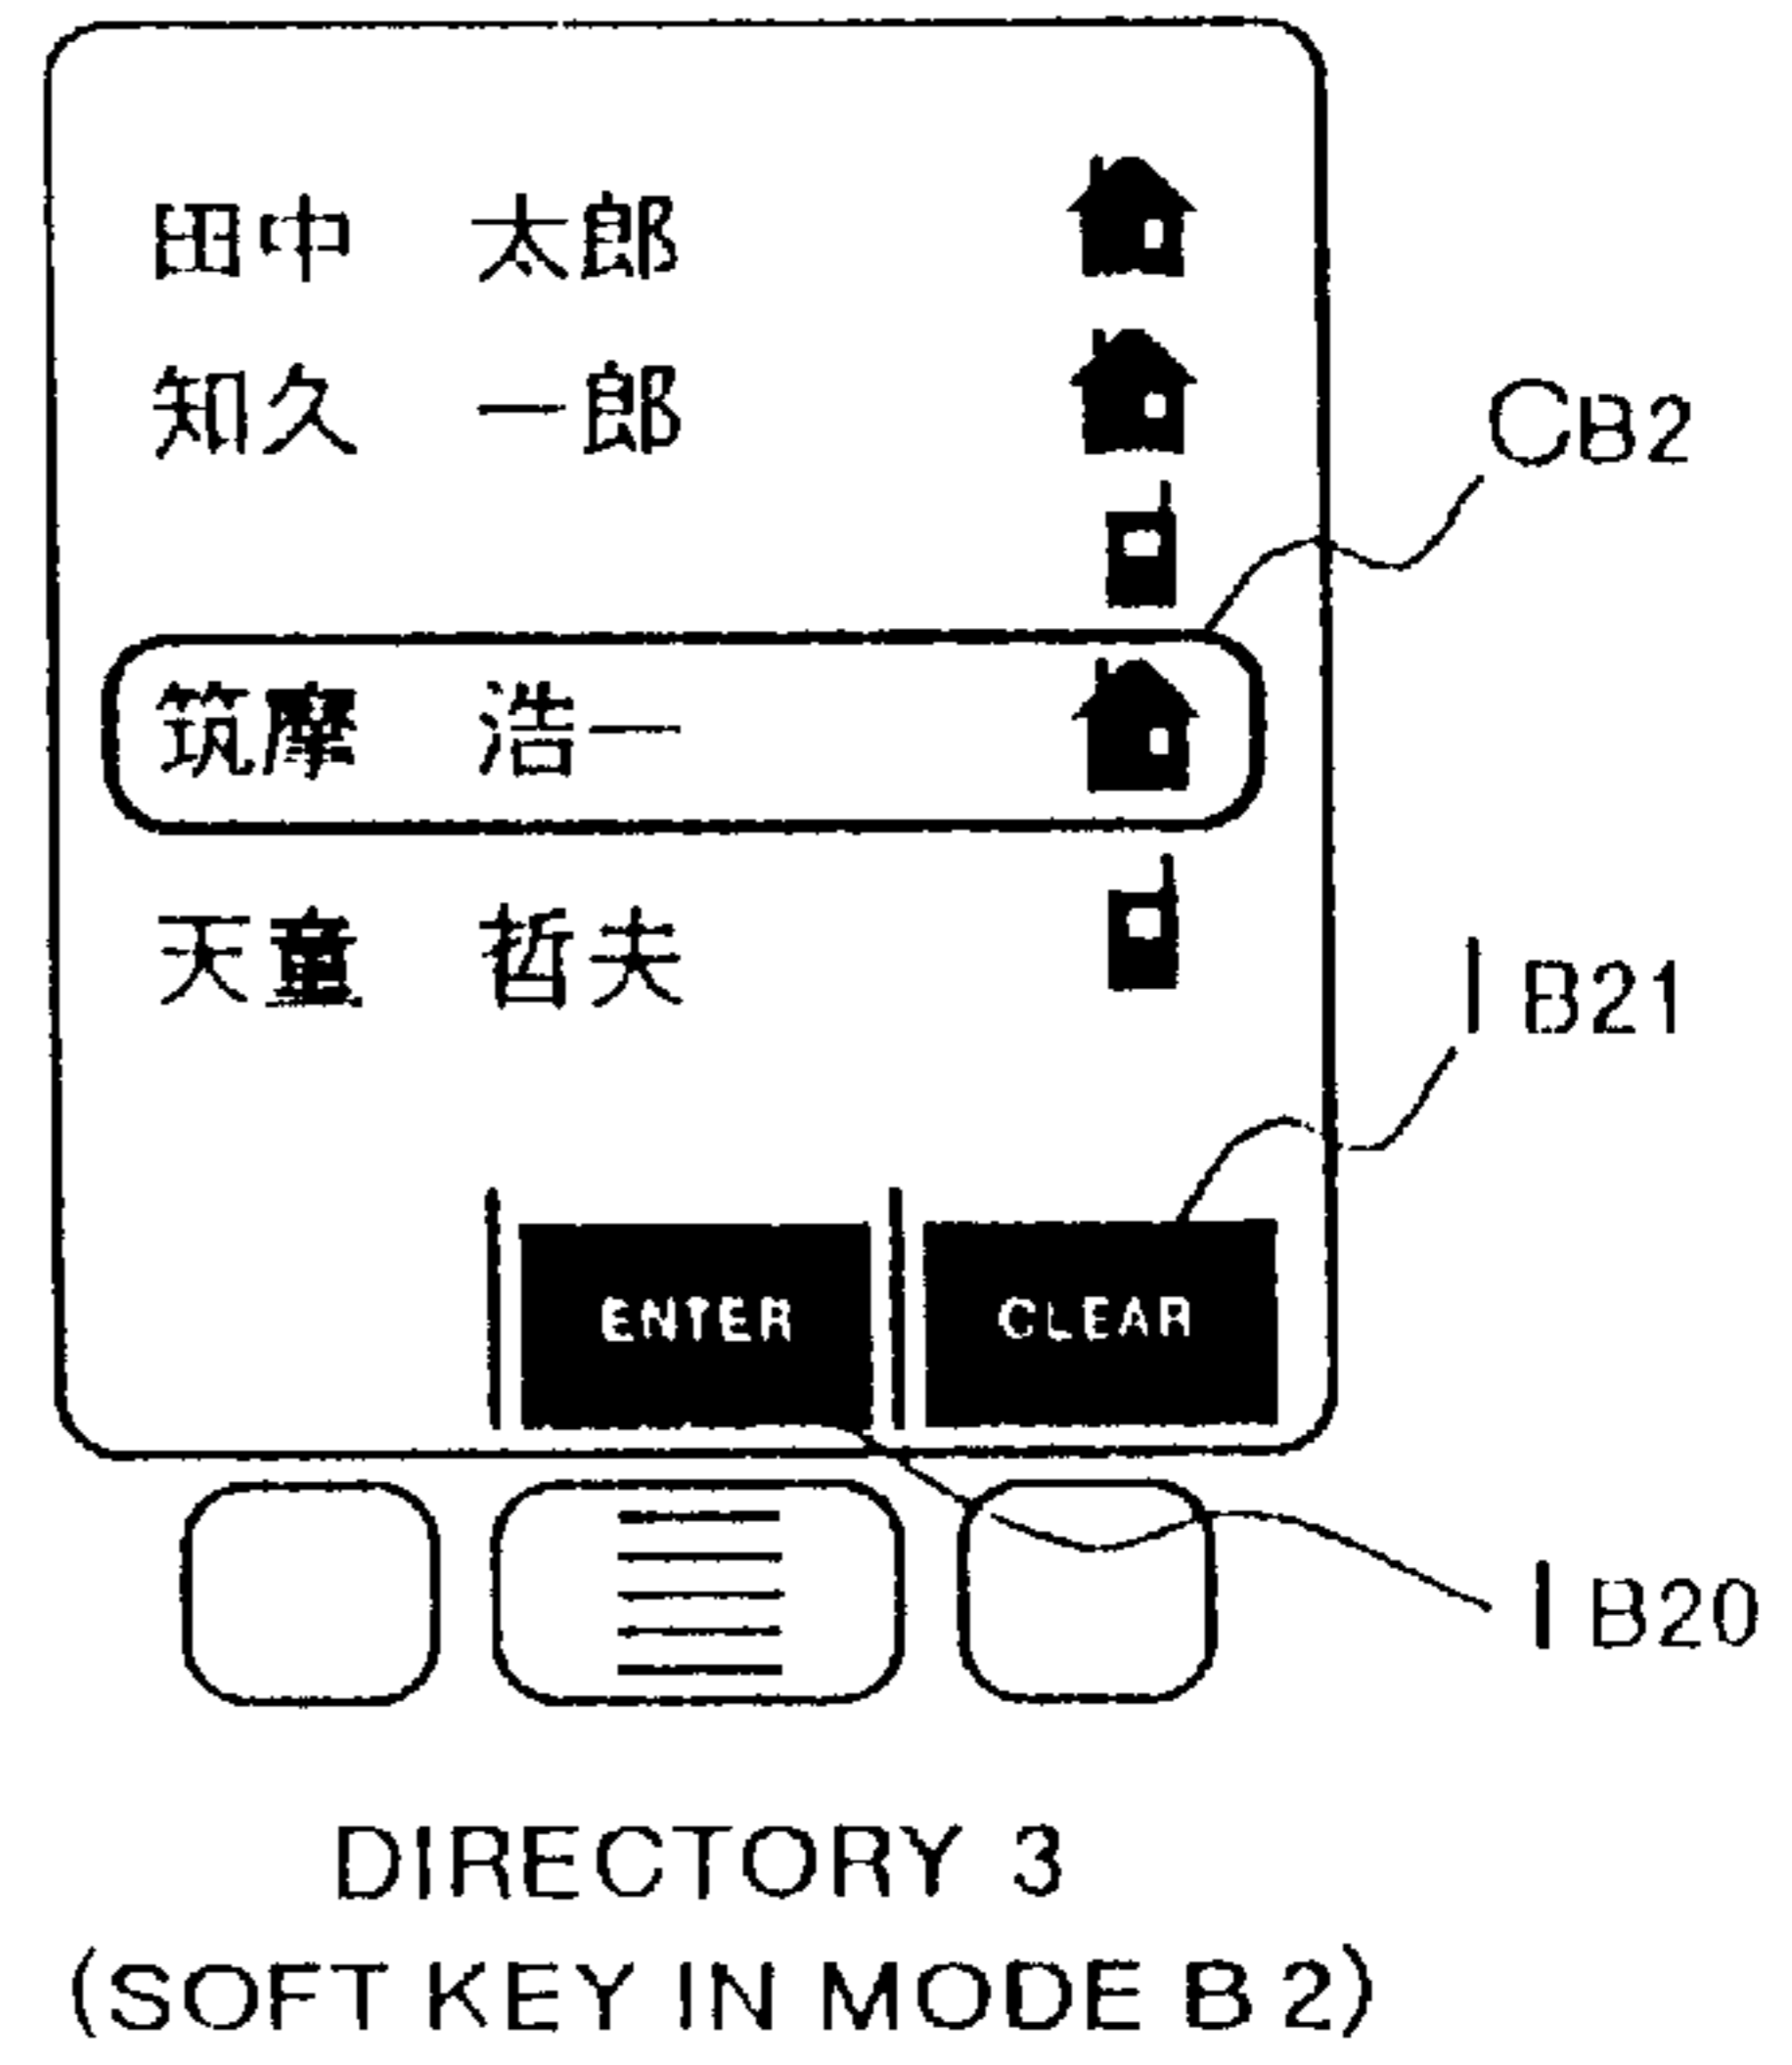 田中 太郎
知久 一郎
CB2
筑摩 浩一
天童 哲夫
IB21
ENTER CLEAR
IB20
DIRECTORY 3
(SOFT KEY IN MODE B2)